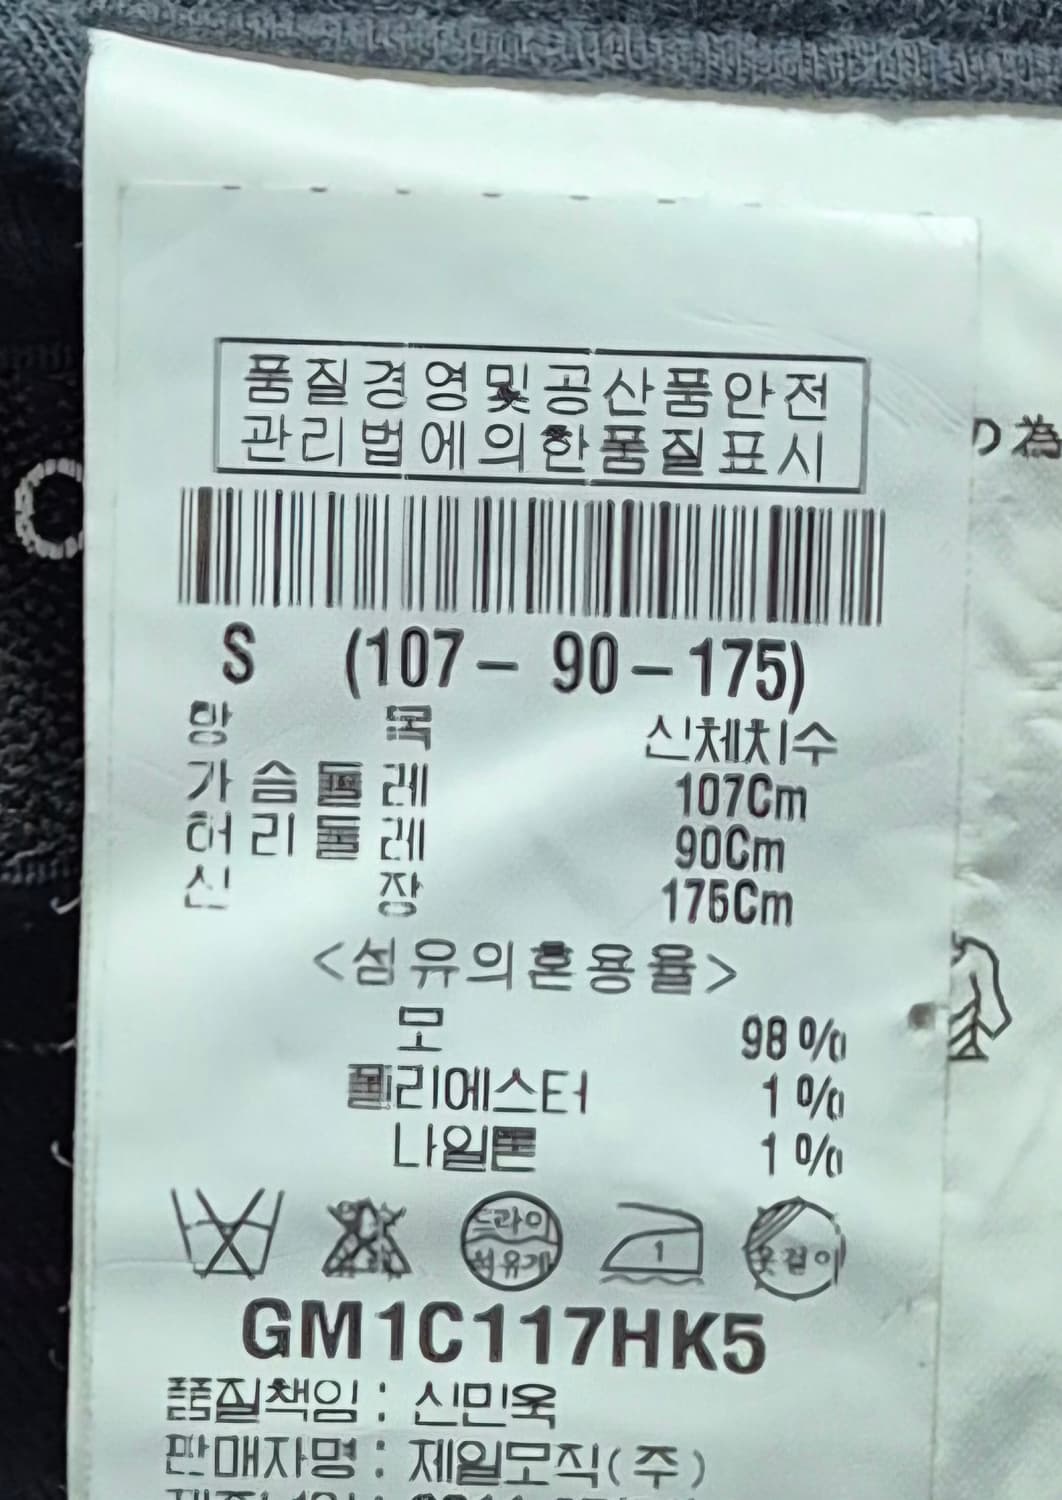 품질경영및공산품안전
관리법에의한품질표시
の為
S (107 - 90 - 175)
항 목 신체치수
가슴둘레 107Cm
허리둘레 90Cm
신 장 175Cm
<섬유의혼용율>
모 98%
폴리에스터 1%
나일론 1%
드라이
석유계
1
옷걸이
GM1C117HK5
품질책임 : 신민욱
판매자명 : 제일모직(주)